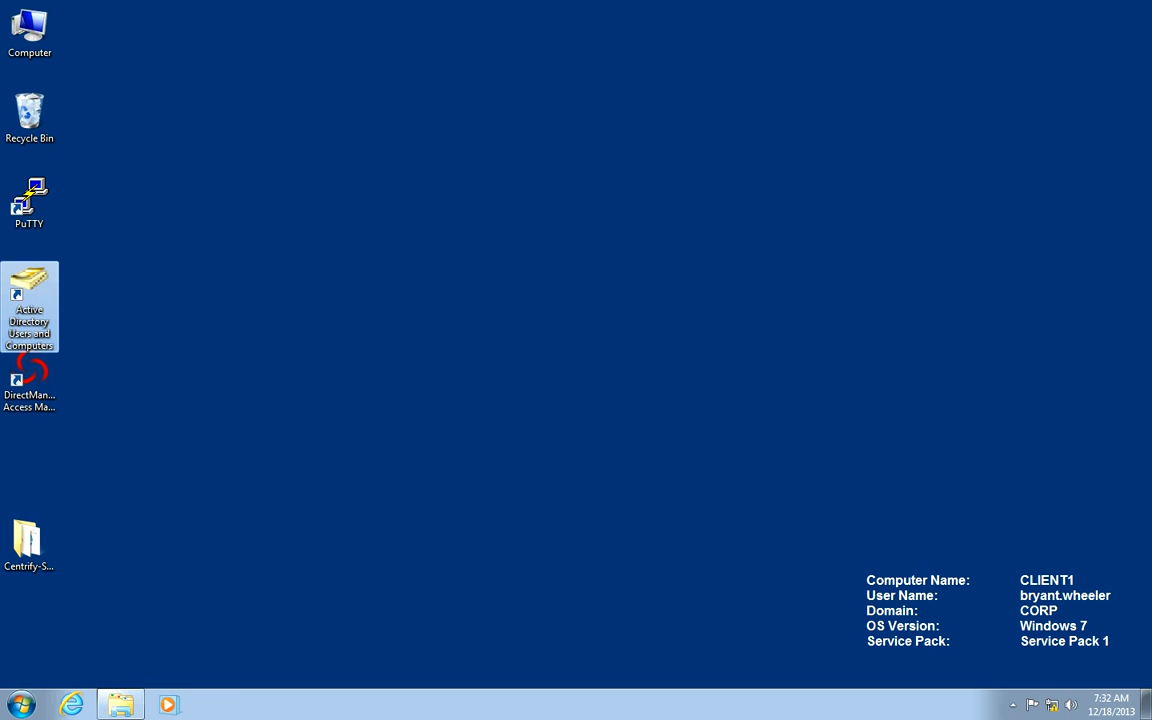 Computer
Recycle Bin
PuTTY
Active
Directory
Users and
Computers
DirectMan...
Access Ma...
Centrify-S...
Computer Name: CLIENT1
User Name: bryant.wheeler
Domain: CORP
OS Version: Windows 7
Service Pack: Service Pack 1
7:32 AM
12/18/2013